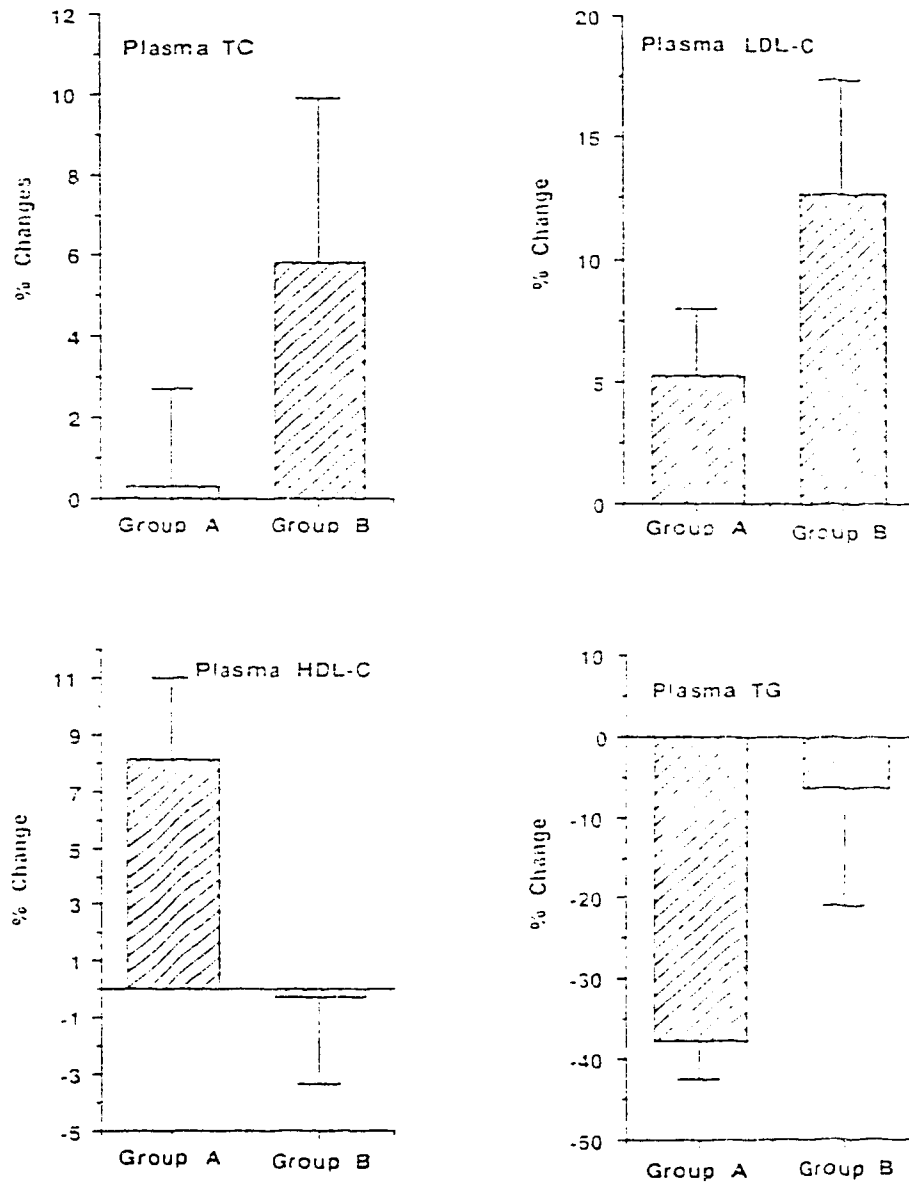 Plasma TC
% Changes
12
10
8
6
4
2
0
Group A
Group B
Plasma LDL-C
% Change
20
15
10
5
0
Group A
Group B
Plasma HDL-C
% Change
11
9
7
5
3
1
-1
-3
-5
Group A
Group B
Plasma TG
% Change
10
0
-10
-20
-30
-40
-50
Group A
Group B